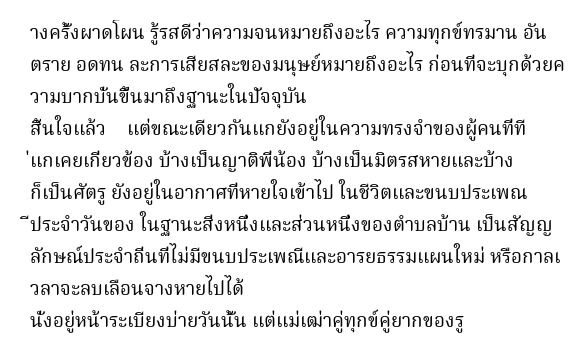 างครั้งผาดโผน รู้รสดีว่าความจนหมายถึงอะไร ความทุกข์ทรมาน อัน
ตราย อดทน ละการเสียสละของมนุษย์หมายถึงอะไร ก่อนที่จะบุกด้วยค
วามบากบั่นขึ้นมาถึงฐานะในปัจจุบัน
สิ้นใจแล้ว    แต่ขณะเดียวกันแกยังอยู่ในความทรงจำของผู้คนที่ที
่แกเคยเกี่ยวข้อง บ้างเป็นญาติพี่น้อง บ้างเป็นมิตรสหายและบ้าง
ก็เป็นศัตรู ยังอยู่ในอากาศที่หายใจเข้าไป ในชีวิตและขนบประเพณ
ีประจำวันของ ในฐานะสิ่งหนึ่งและส่วนหนึ่งของตำบลบ้าน เป็นสัญญ
ลักษณ์ประจำถิ่นที่ไม่มีขนบประเพณีและอารยธรรมแผนใหม่ หรือกาลเ
วลาจะลบเลือนจางหายไปได้
นั่งอยู่หน้าระเบียงบ่ายวันนั้น แต่แม่เฒ่าคู่ทุกข์คู่ยากของรู